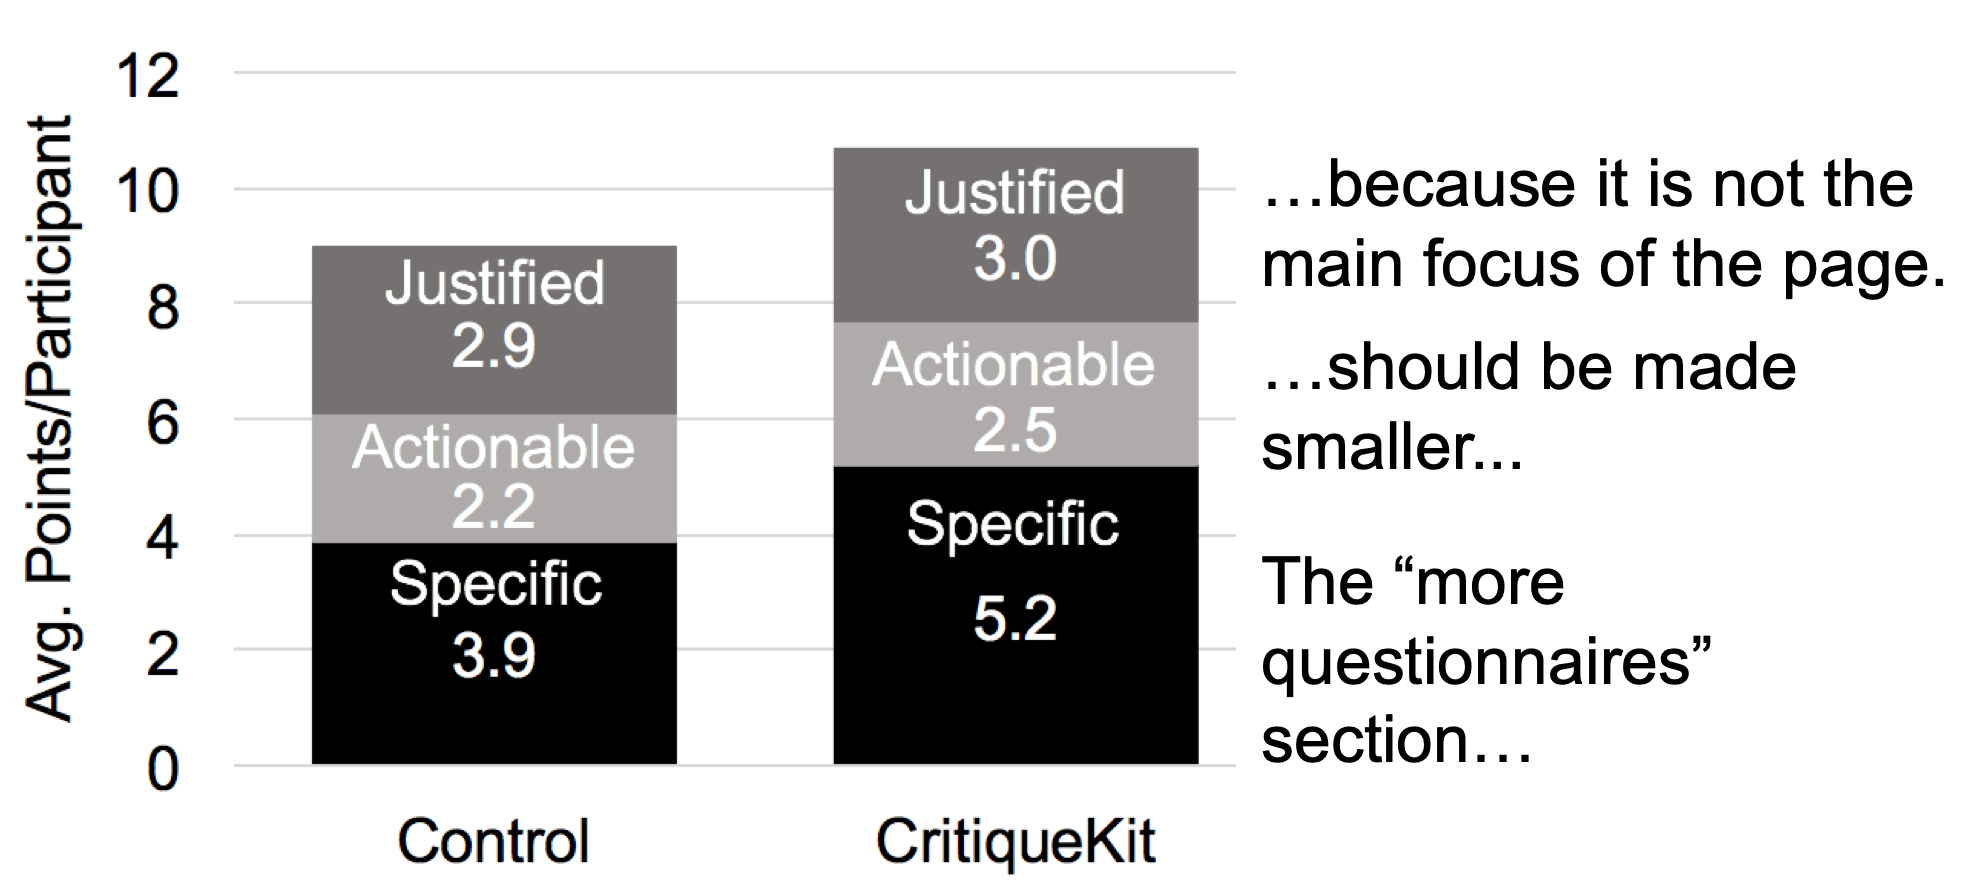 Avg. Points/Participant
12
10
8
6
4
2
0
Justified
2.9
Actionable
2.2
Specific
3.9
Control
Justified
3.0
Actionable
2.5
Specific
5.2
CritiqueKit
…because it is not the
main focus of the page.
…should be made
smaller...
The “more
questionnaires”
section…